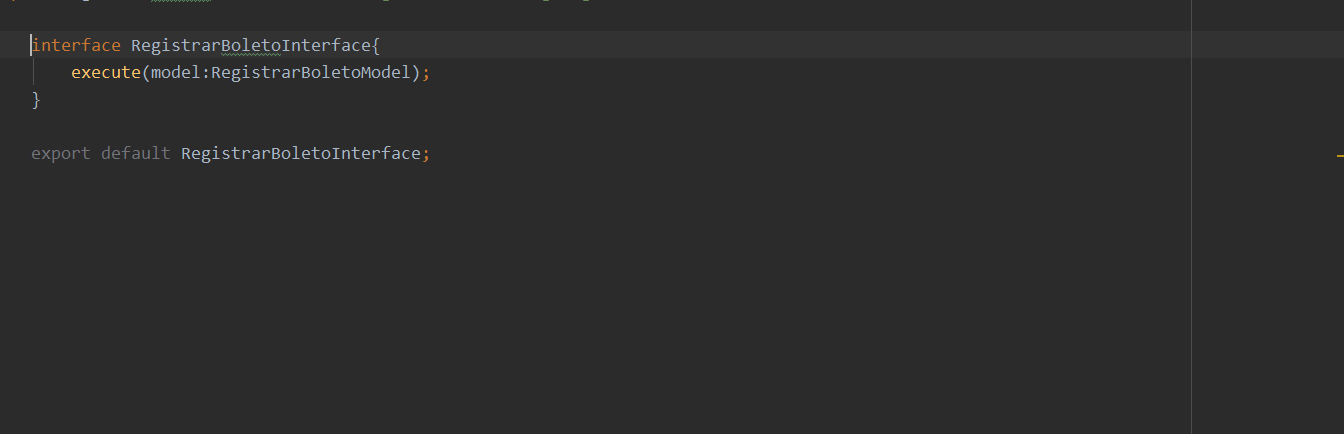 interface RegistrarBoletoInterface{
    execute(model:RegistrarBoletoModel);
}
export default RegistrarBoletoInterface;